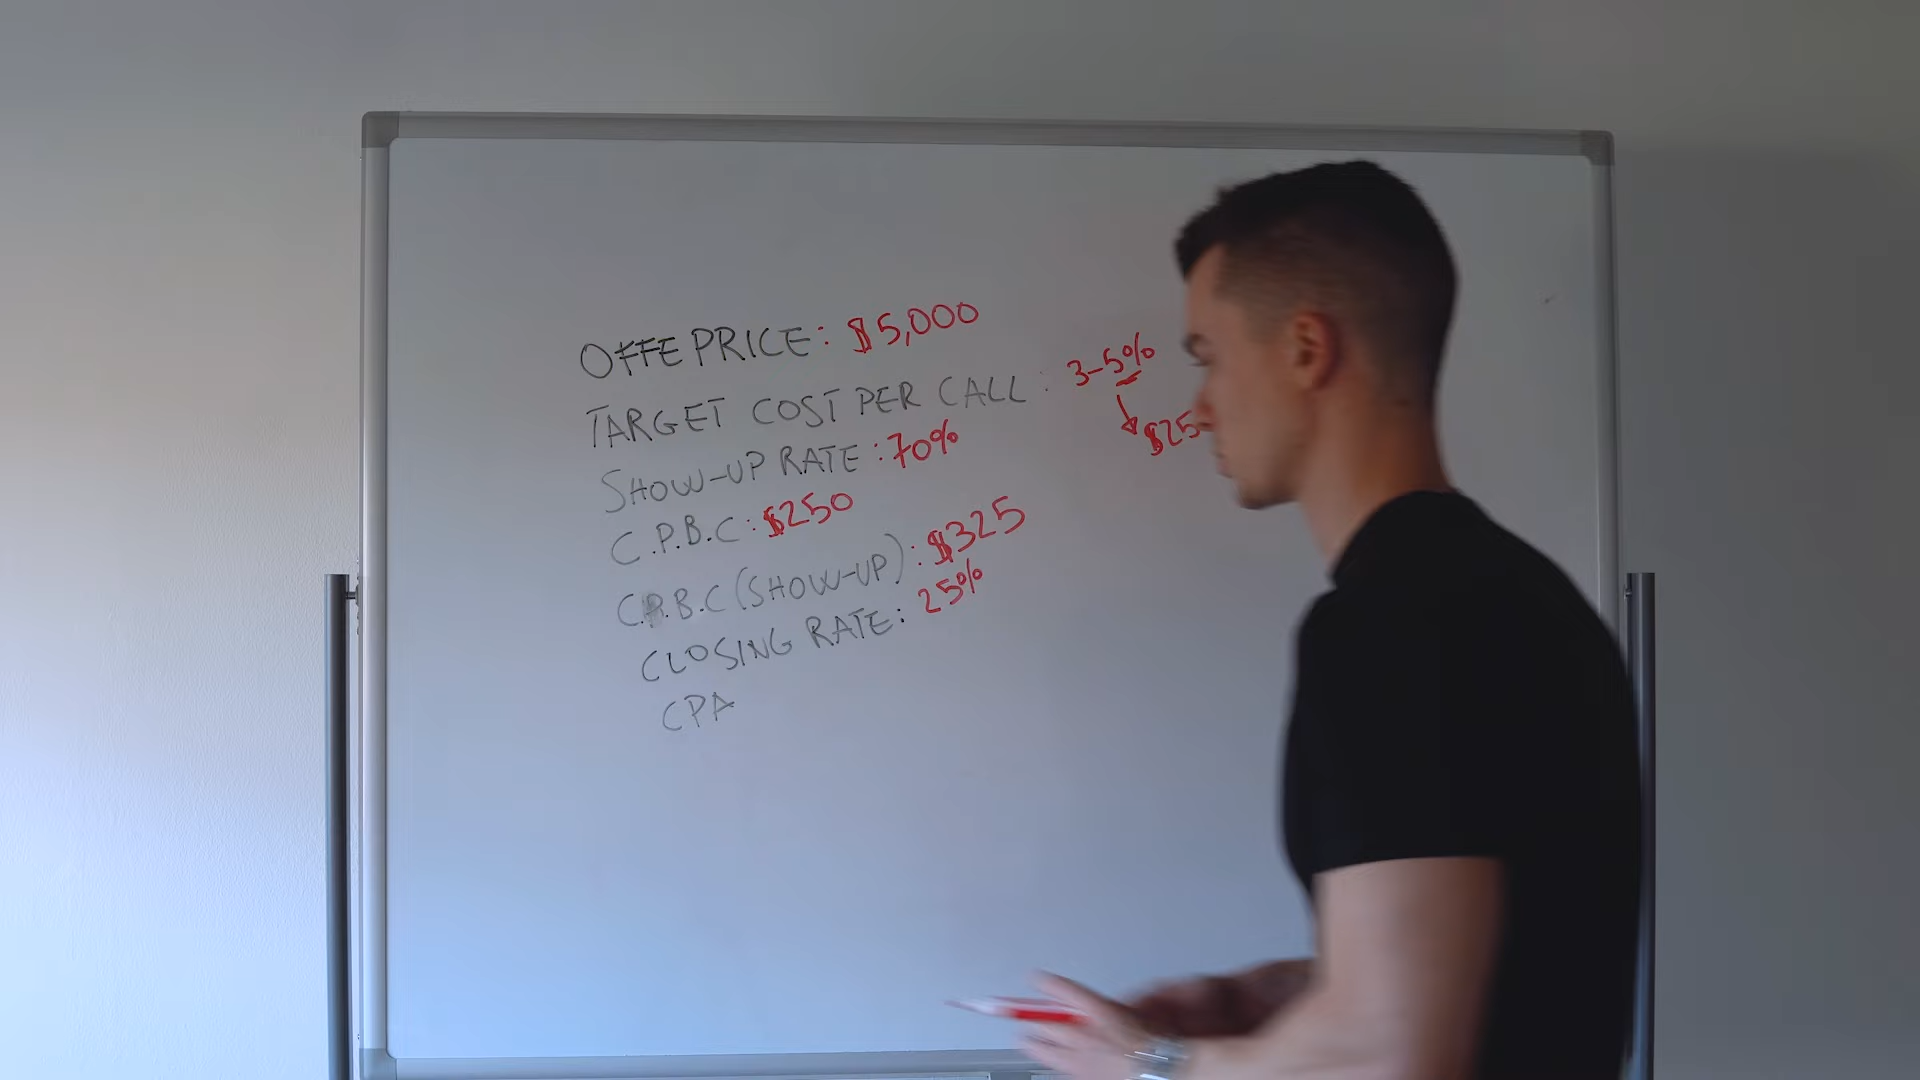 OFFE PRICE: $5,000
TARGET COST PER CALL: 3-5%
$25
SHOW-UP RATE: 70%
C.P.B.C: $250
C.P.B.C (SHOW-UP): $325
CLOSING RATE: 25%
CPA